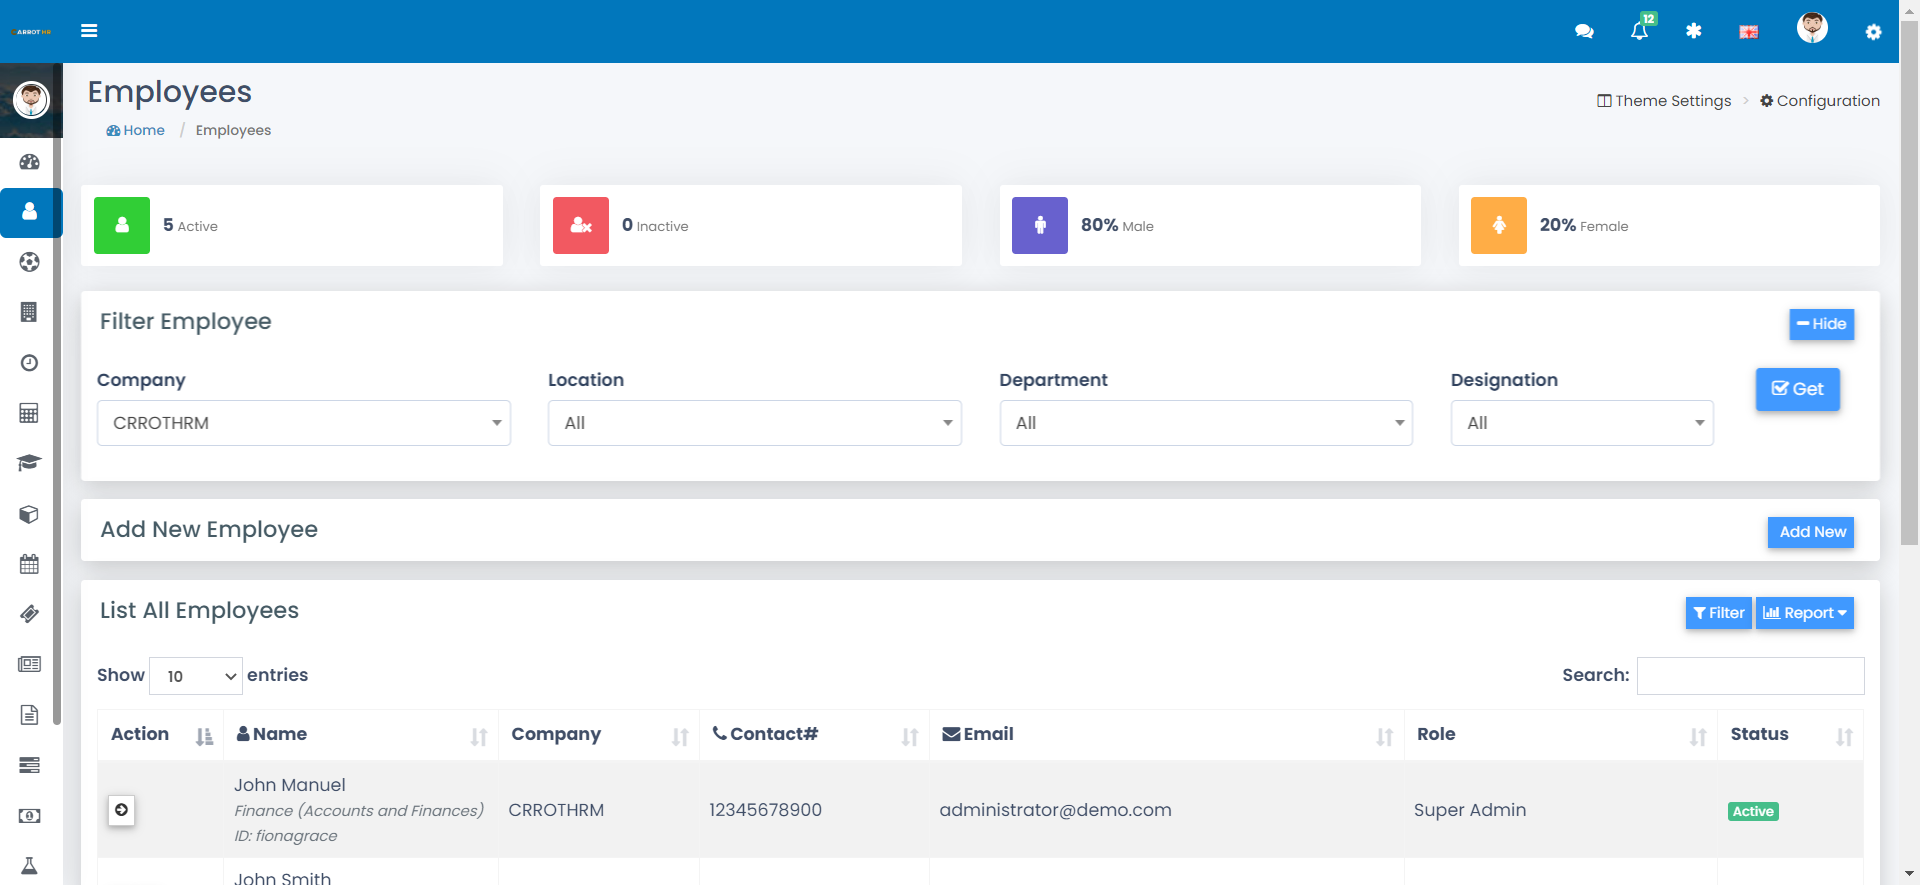 ARROT HR
12
Employees
Theme Settings > Configuration
Home / Employees
5 Active
0 Inactive
80% Male
20% Female
Filter Employee
Hide
Company
Location
Department
Designation
Get
CRROTHRM
All
All
All
Add New Employee
Add New
List All Employees
Filter
Report
Show 10 entries
Search:
Action
Name
Company
Contact#
Email
Role
Status
John Manuel
Finance (Accounts and Finances)
ID: fionagrace
CRROTHRM
12345678900
administrator@demo.com
Super Admin
Active
John Smith